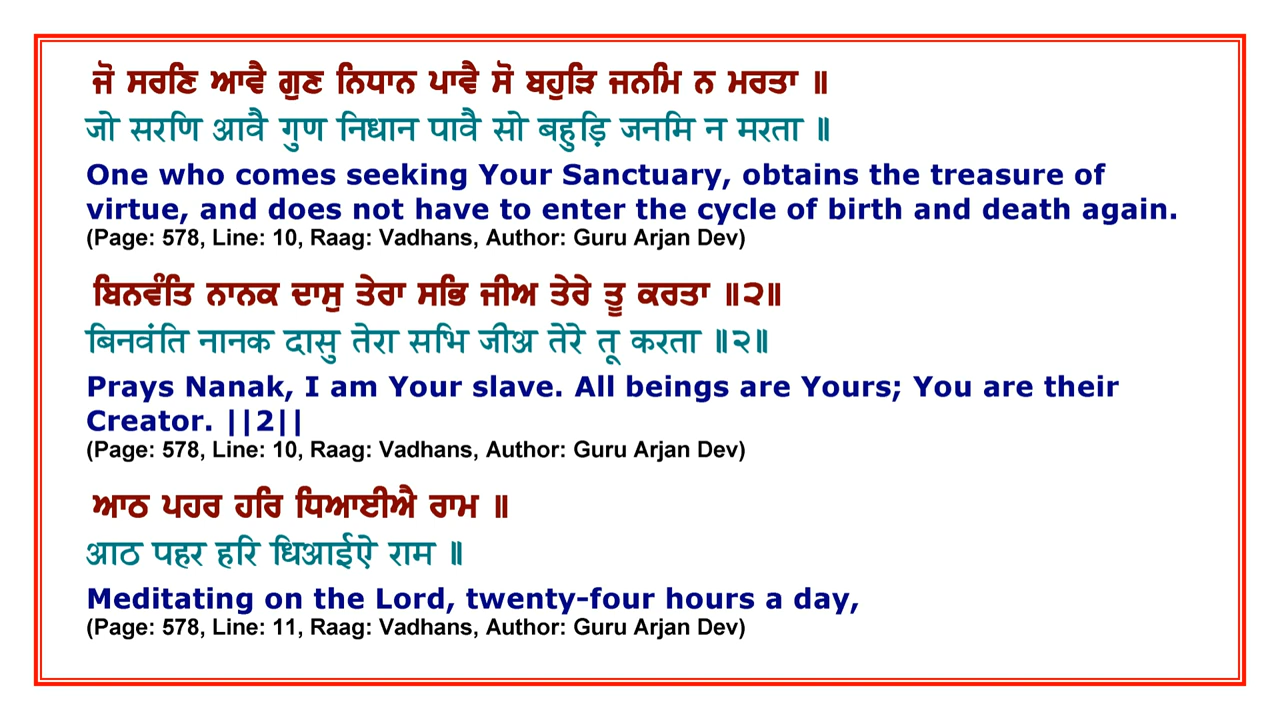 ਜੋ ਸਰਣਿ ਆਵੈ ਗੁਣ ਨਿਧਾਨ ਪਾਵੈ ਸੋ ਬਹੁੜਿ ਜਨਮਿ ਨ ਮਰਤਾ ॥
जो सरणि आवै गुण निधान पावै सो बहुड़ि जनमि न मरता ॥
One who comes seeking Your Sanctuary, obtains the treasure of
virtue, and does not have to enter the cycle of birth and death again.
(Page: 578, Line: 10, Raag: Vadhans, Author: Guru Arjan Dev)
ਬਿਨਵੰਤਿ ਨਾਨਕ ਦਾਸੁ ਤੇਰਾ ਸਭਿ ਜੀਅ ਤੇਰੇ ਤੂ ਕਰਤਾ ॥੨॥
बिनवंति नानक दासु तेरा सभि जीअ तेरे तू करता ॥२॥
Prays Nanak, I am Your slave. All beings are Yours; You are their
Creator. ||2||
(Page: 578, Line: 10, Raag: Vadhans, Author: Guru Arjan Dev)
ਆਠ ਪਹਰ ਹਰਿ ਧਿਆਈਐ ਰਾਮ ॥
आठ पहर हरि धिआईऐ राम ॥
Meditating on the Lord, twenty-four hours a day,
(Page: 578, Line: 11, Raag: Vadhans, Author: Guru Arjan Dev)